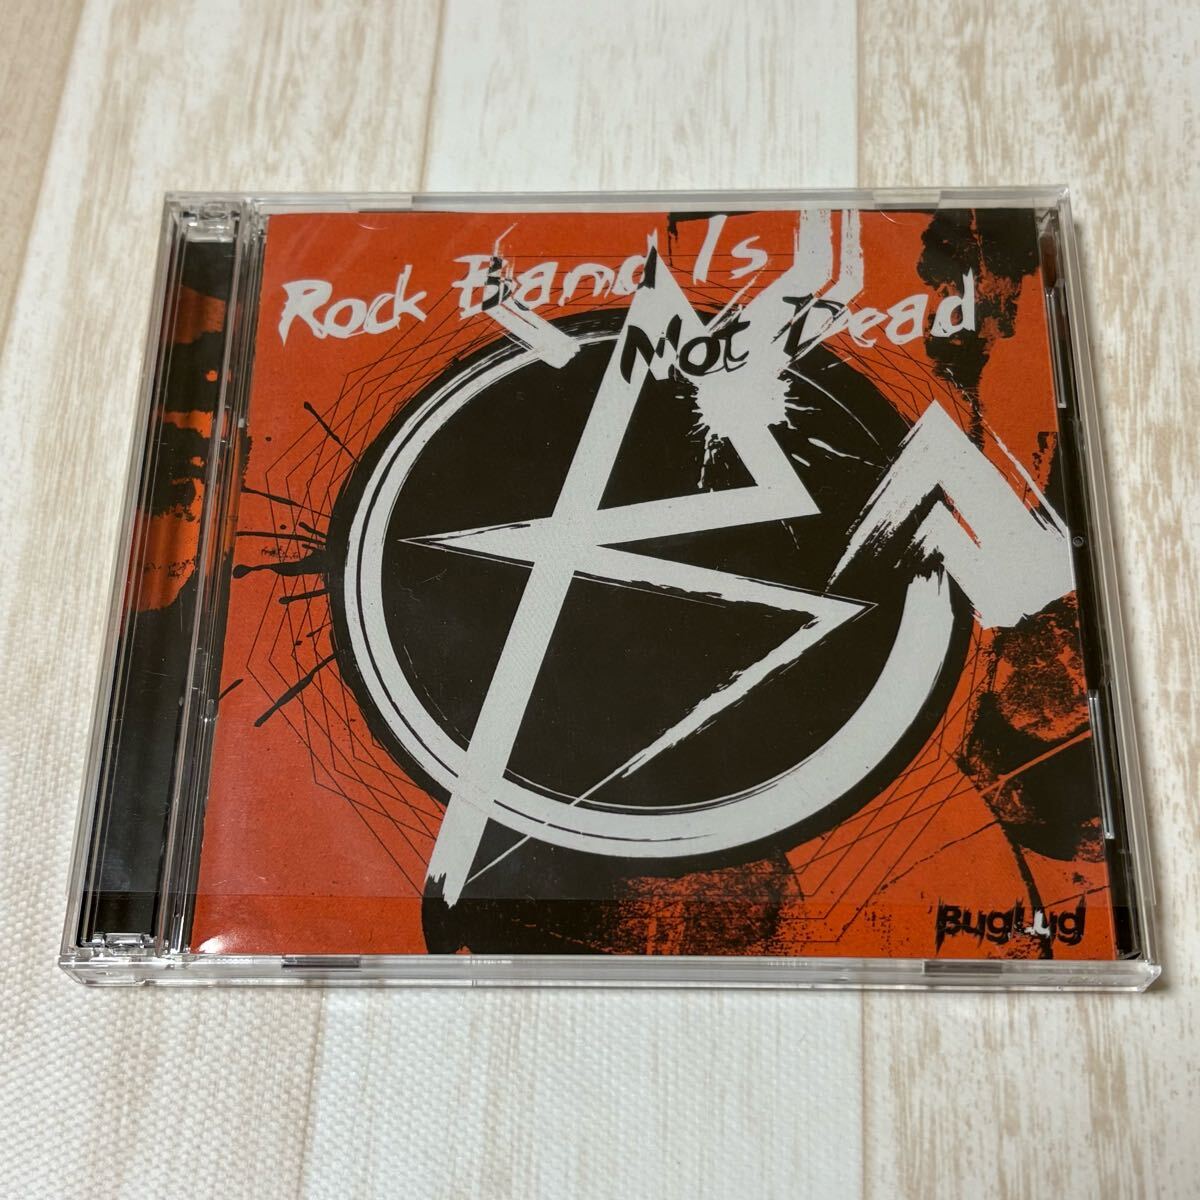 Rock Band Is
Not Dead
BugLug